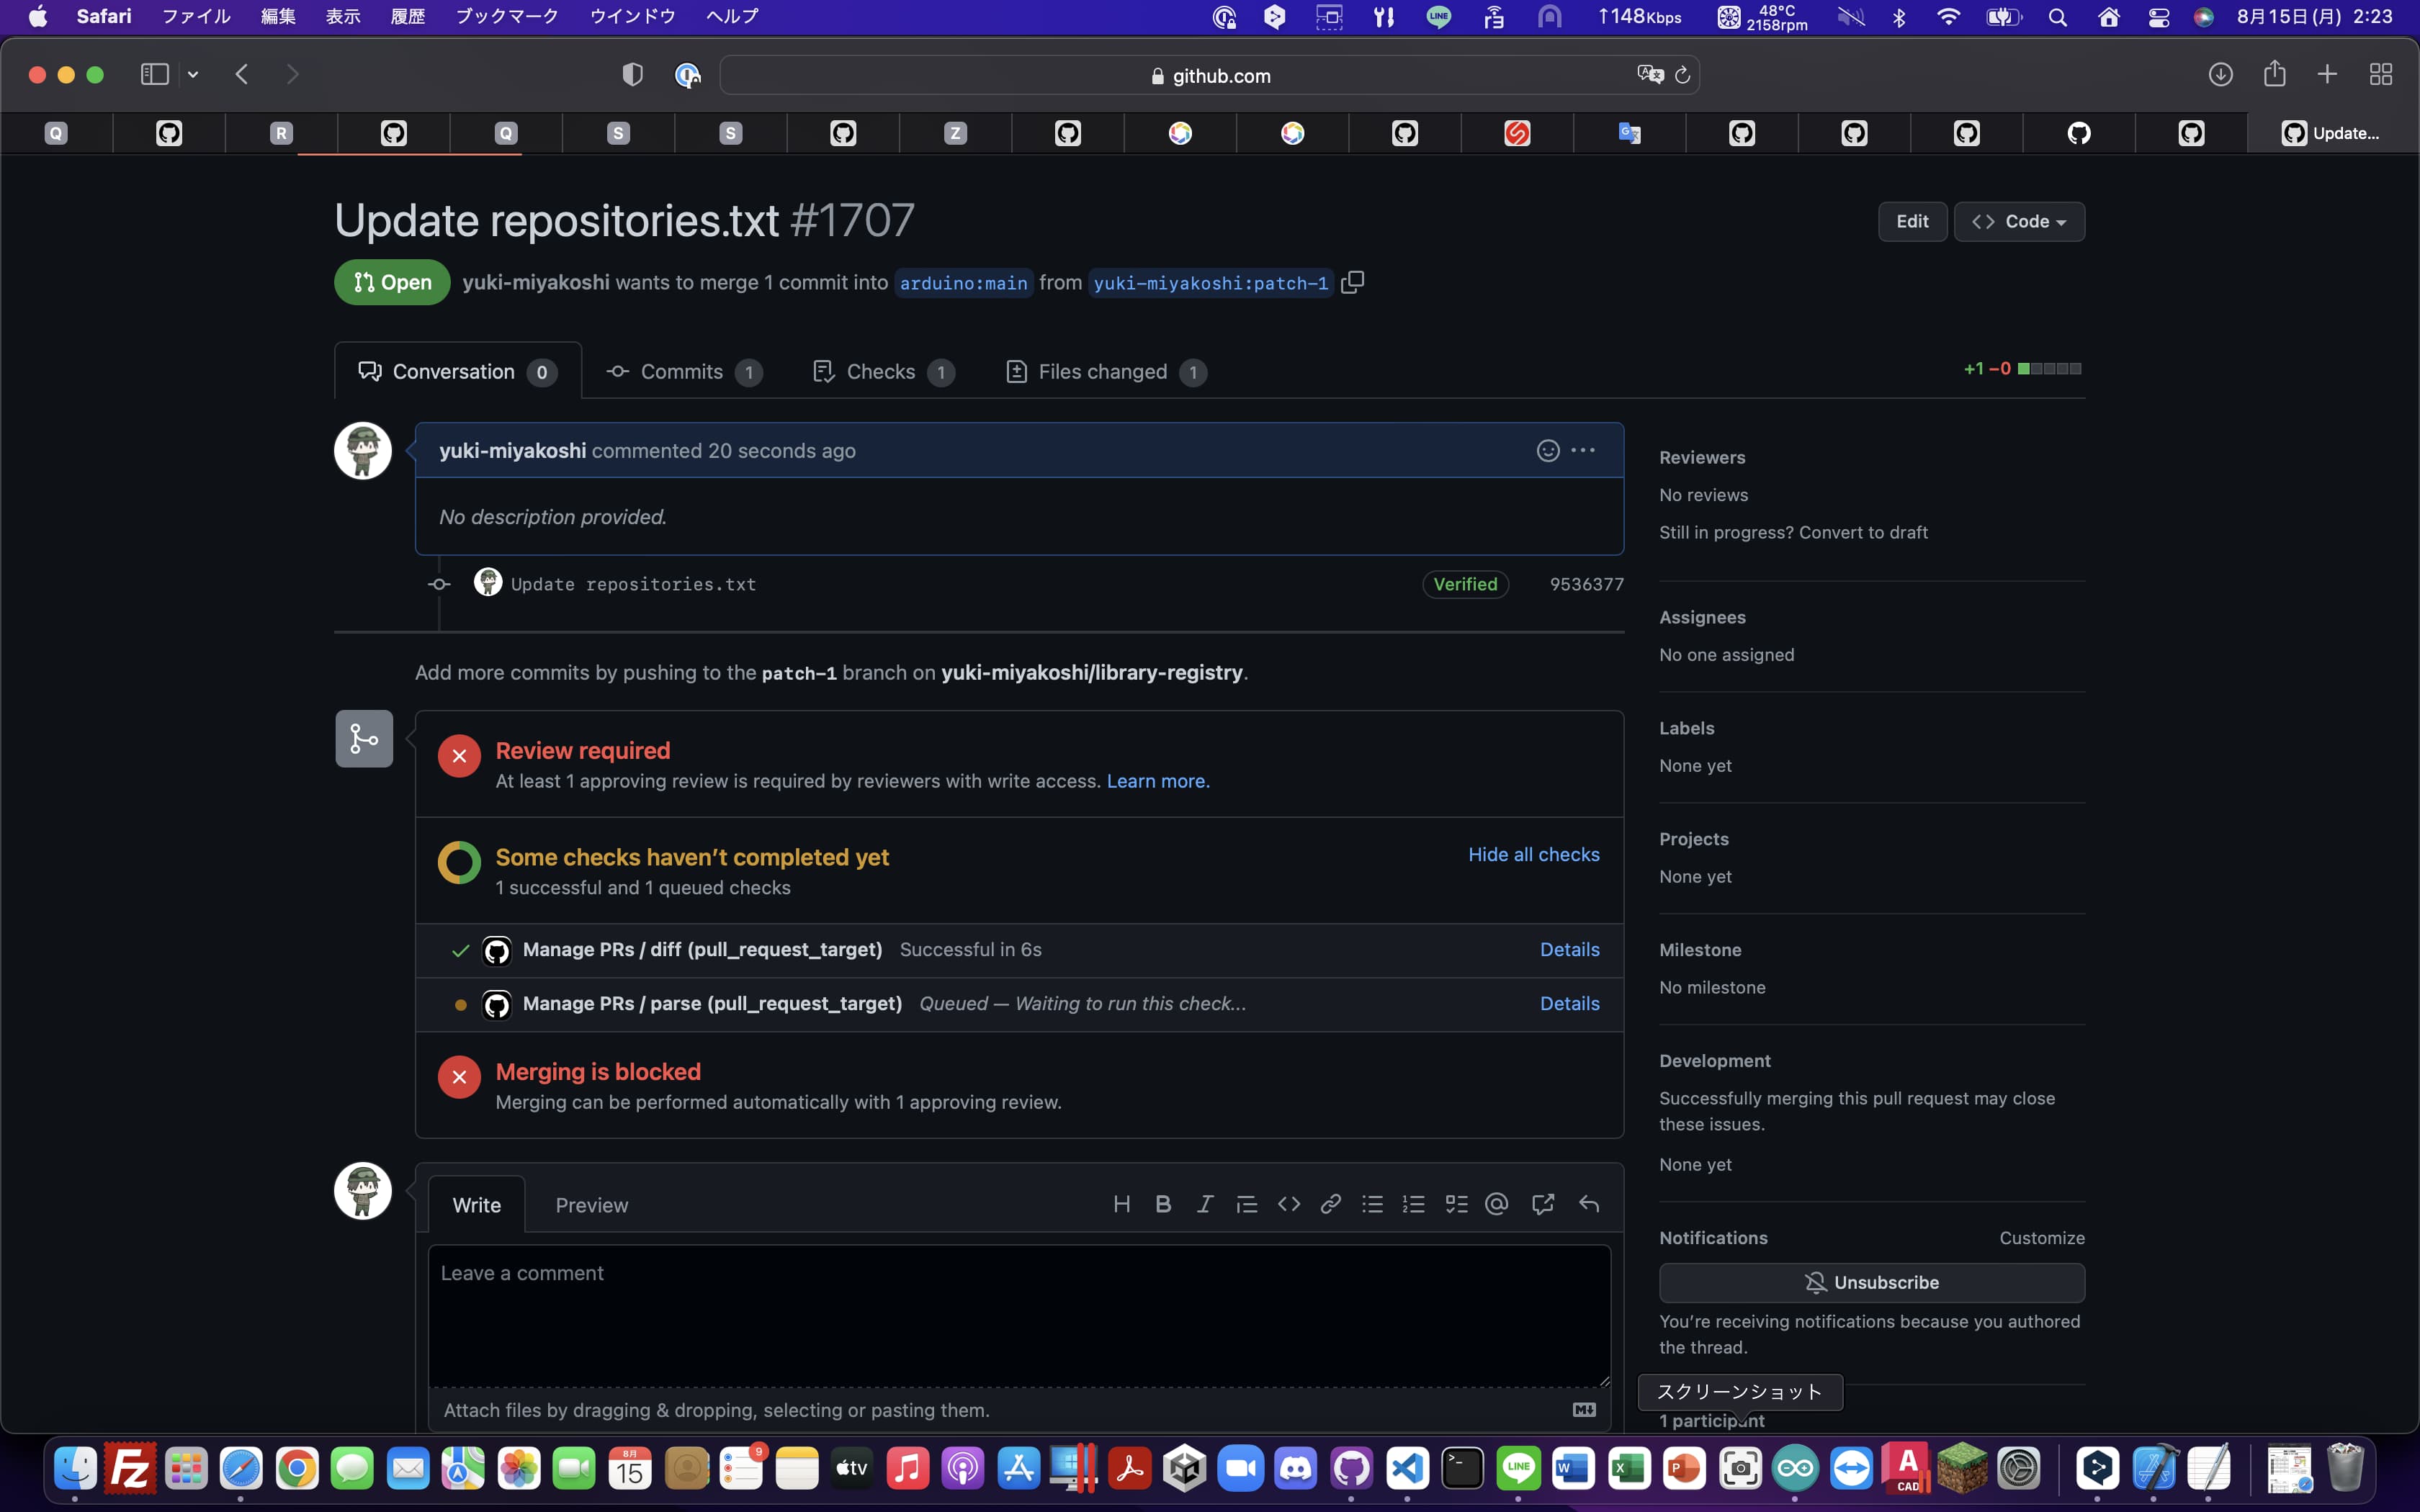 Safari ファイル 編集 表示 履歴 ブックマーク ウインドウ ヘルプ LINE ↑148Kbps 48°C 2158rpm 8月15日(月) 2:23
github.com
Q R Q S S Z Update...
Update repositories.txt #1707
Edit Code
Open yuki-miyakoshi wants to merge 1 commit into arduino:main from yuki-miyakoshi:patch-1
Conversation 0 Commits 1 Checks 1 Files changed 1 +1 −0
yuki-miyakoshi commented 20 seconds ago
No description provided.
Update repositories.txt Verified 9536377
Add more commits by pushing to the patch-1 branch on yuki-miyakoshi/library-registry.
Review required
At least 1 approving review is required by reviewers with write access. Learn more.
Some checks haven’t completed yet Hide all checks
1 successful and 1 queued checks
Manage PRs / diff (pull_request_target) Successful in 6s Details
Manage PRs / parse (pull_request_target) Queued — Waiting to run this check... Details
Merging is blocked
Merging can be performed automatically with 1 approving review.
Write Preview
Leave a comment
Attach files by dragging & dropping, selecting or pasting them.
Reviewers
No reviews
Still in progress? Convert to draft
Assignees
No one assigned
Labels
None yet
Projects
None yet
Milestone
No milestone
Development
Successfully merging this pull request may close
these issues.
None yet
Notifications Customize
Unsubscribe
You’re receiving notifications because you authored
the thread.
スクリーンショット
1 participant
Fz 8月 15 9 tv >_ LINE W X P A CAD